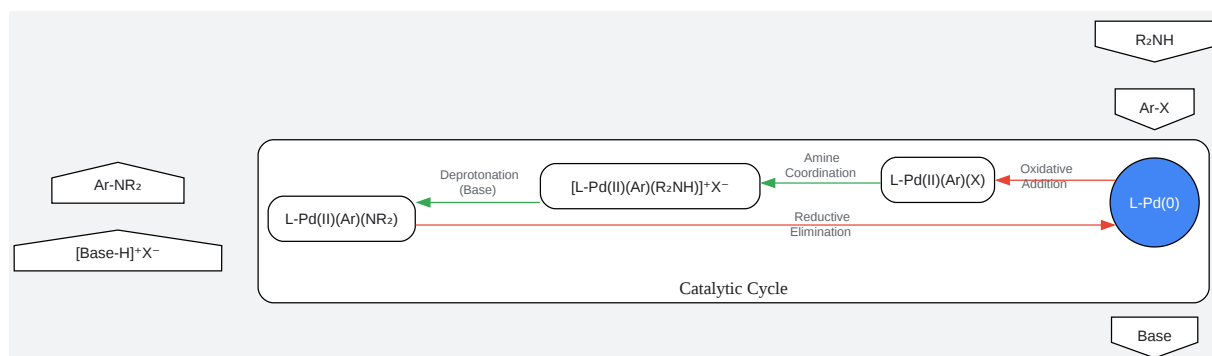 R₂NH
Ar-X
Amine
Coordination
Oxidative
Addition
Deprotonation
(Base)
Ar-NR₂
[L-Pd(II)(Ar)(R₂NH)]⁺X⁻
L-Pd(II)(Ar)(X)
L-Pd(0)
L-Pd(II)(Ar)(NR₂)
Reductive
Elimination
[Base-H]⁺X⁻
Catalytic Cycle
Base